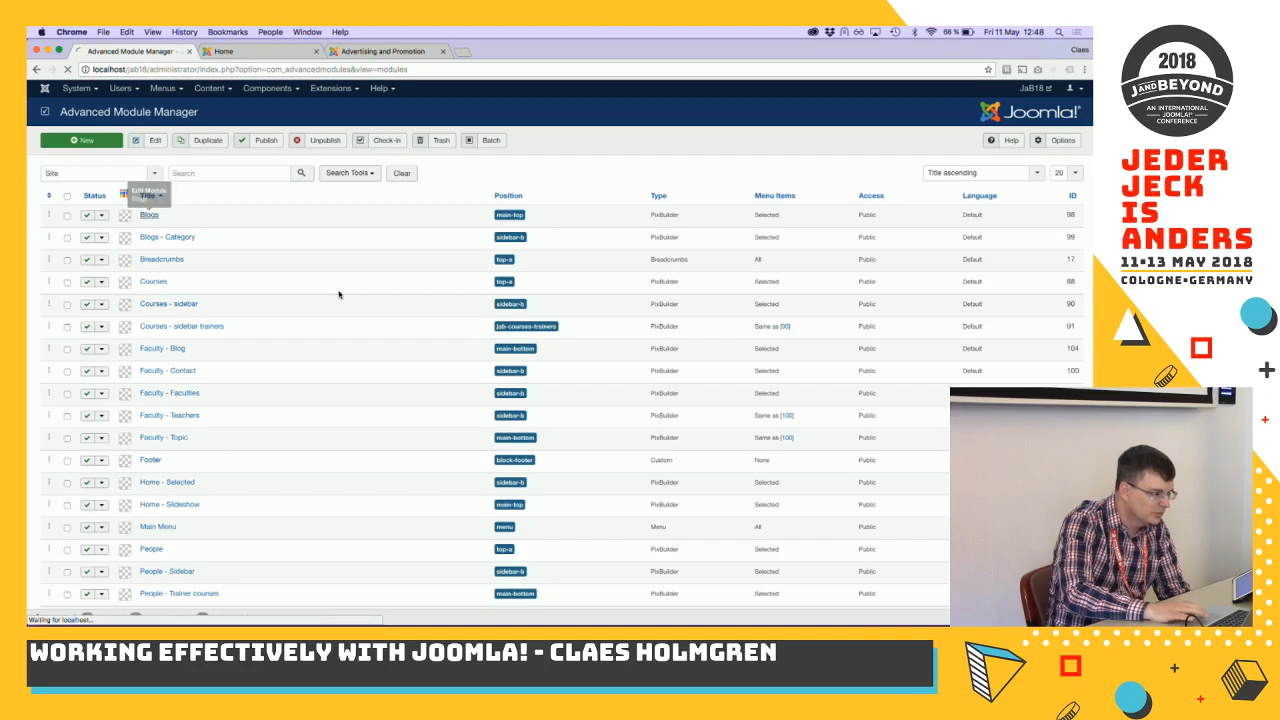 Chrome File Edit View History Bookmarks People Window Help 66 % Fri 11 May 12:48
Advanced Module Manager - J Home Advertising and Promotion Claes
localhost/jab18/administrator/index.php?option=com_advancedmodules&view=modules
System Users Menus Content Components Extensions Help JaB18
Advanced Module Manager Joomla!
New Edit Duplicate Publish Unpublish Check-in Trash Batch Help Options
Site Search Search Tools Clear Title ascending 20
Edit Module
Status Title Position Type Menu Items Access Language ID
Blogs main-top PixBuilder Selected Public Default 98
Blogs - Category sidebar-b PixBuilder Selected Public Default 99
Breadcrumbs top-a Breadcrumbs All Public Default 17
Courses top-a PixBuilder Selected Public Default 88
Courses - sidebar sidebar-b PixBuilder Selected Public Default 90
Courses - sidebar trainers jab-courses-trainers PixBuilder Same as [90] Public Default 91
Faculty - Blog main-bottom PixBuilder Selected Public Default 104
Faculty - Contact sidebar-b PixBuilder Selected Public Default 100
Faculty - Faculties sidebar-b PixBuilder Selected Public
Faculty - Teachers sidebar-b PixBuilder Same as [100] Public
Faculty - Topic main-bottom PixBuilder Same as [100] Public
Footer block-footer Custom None Public
Home - Selected sidebar-b PixBuilder Selected Public
Home - Slideshow main-top PixBuilder Selected Public
Main Menu menu Menu All Public
People top-a PixBuilder Selected Public
People - Sidebar sidebar-b PixBuilder Selected Public
People - Trainer courses main-bottom PixBuilder Selected Public
Waiting for localhost...
2018
JANDBEYOND
AN INTERNATIONAL
JOOMLA!®
CONFERENCE
JEDER
JECK
IS
ANDERS
11-13 MAY 2018
COLOGNE•GERMANY
WORKING EFFECTIVELY WITH JOOMLA! - CLAES HOLMGREN